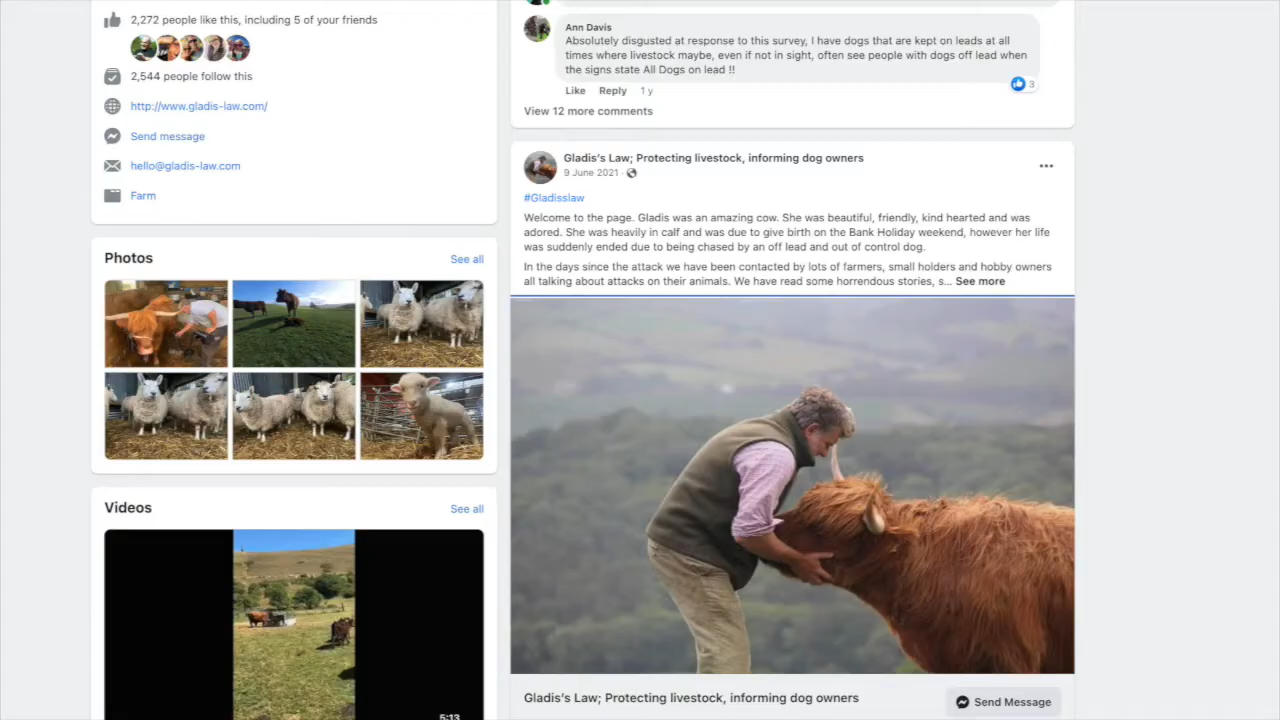 2,272 people like this, including 5 of your friends
2,544 people follow this
http://www.gladis-law.com/
Send message
hello@gladis-law.com
Farm
Photos
See all
Videos
See all
5:13
Ann Davis
Absolutely disgusted at response to this survey, I have dogs that are kept on leads at all
times where livestock maybe, even if not in sight, often see people with dogs off lead when
the signs state All Dogs on lead !!
3
Like Reply 1 y
View 12 more comments
Gladis's Law; Protecting livestock, informing dog owners
9 June 2021 ·
#Gladisslaw
Welcome to the page. Gladis was an amazing cow. She was beautiful, friendly, kind hearted and was
adored. She was heavily in calf and was due to give birth on the Bank Holiday weekend, however her life
was suddenly ended due to being chased by an off lead and out of control dog.
In the days since the attack we have been contacted by lots of farmers, small holders and hobby owners
all talking about attacks on their animals. We have read some horrendous stories, s... See more
Gladis's Law; Protecting livestock, informing dog owners
Send Message